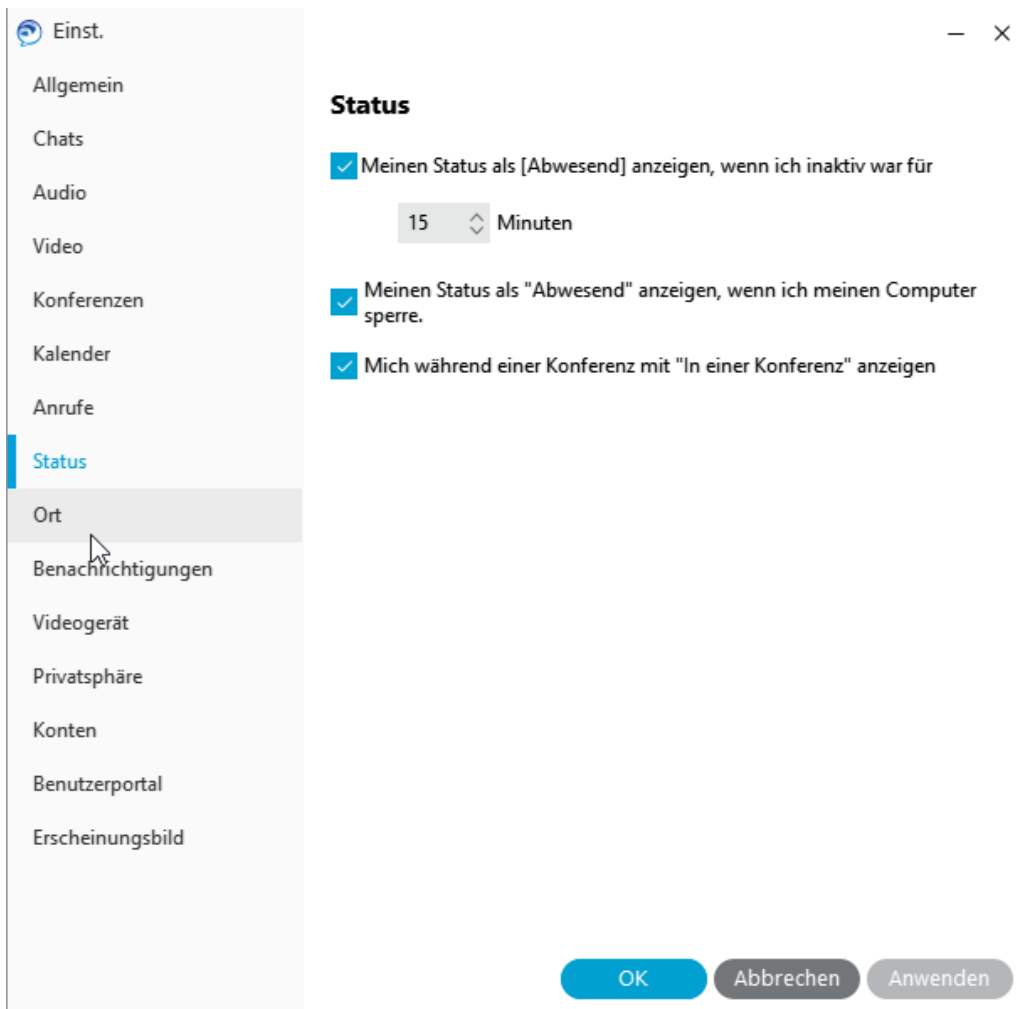 Einst.
Allgemein
Chats
Audio
Video
Konferenzen
Kalender
Anrufe
Status
Ort
Benachrichtigungen
Videogerät
Privatsphäre
Konten
Benutzerportal
Erscheinungsbild
Status
Meinen Status als [Abwesend] anzeigen, wenn ich inaktiv war für
15 Minuten
Meinen Status als "Abwesend" anzeigen, wenn ich meinen Computer
sperre.
Mich während einer Konferenz mit "In einer Konferenz" anzeigen
OK Abbrechen Anwenden